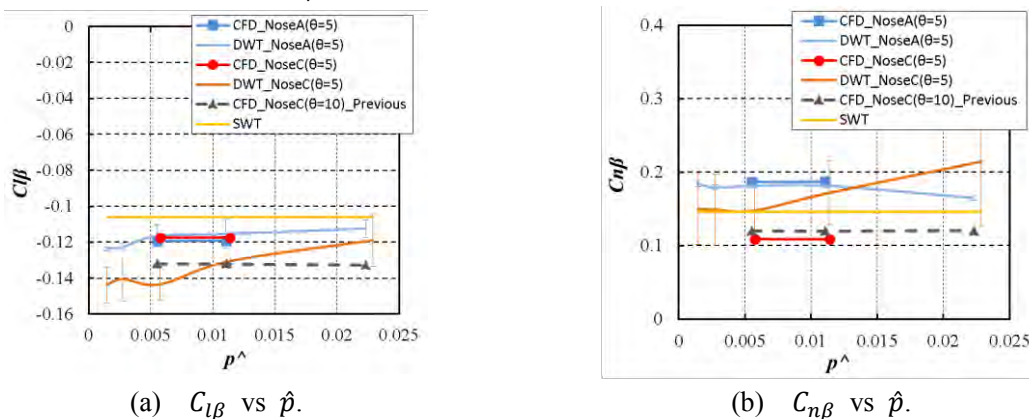 0
-0.02
-0.04
-0.06
-0.08
-0.1
-0.12
-0.14
-0.16
Clβ
CFD_NoseA(θ=5)
DWT_NoseA(θ=5)
CFD_NoseC(θ=5)
DWT_NoseC(θ=5)
CFD_NoseC(θ=10)_Previous
SWT
0 0.005 0.01 0.015 0.02 0.025
p^
(a) Clβ vs p̂.
0.4
0.3
0.2
0.1
0
Cnβ
CFD_NoseA(θ=5)
DWT_NoseA(θ=5)
CFD_NoseC(θ=5)
DWT_NoseC(θ=5)
CFD_NoseC(θ=10)_Previous
SWT
0 0.005 0.01 0.015 0.02 0.025
p^
(b) Cnβ vs p̂.